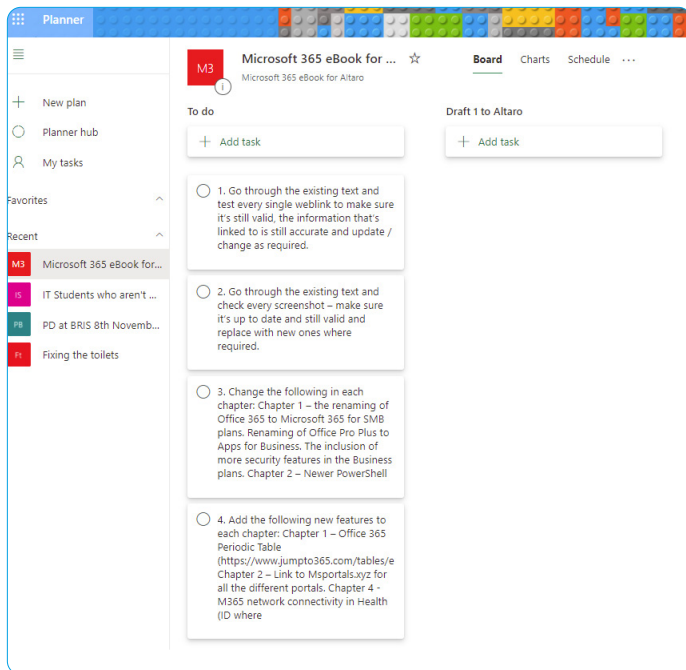 Planner
New plan
Planner hub
My tasks
Favorites
Recent
M3 Microsoft 365 eBook for...
IS IT Students who aren't ...
PB PD at BRIS 8th Novemb...
Ft Fixing the toilets
M3
Microsoft 365 eBook for ...
Microsoft 365 eBook for Altaro
Board Charts Schedule ...
To do
Add task
1. Go through the existing text and
test every single weblink to make sure
it's still valid, the information that's
linked to is still accurate and update /
change as required.
2. Go through the existing text and
check every screenshot – make sure
it's up to date and still valid and
replace with new ones where
required.
3. Change the following in each
chapter: Chapter 1 – the renaming of
Office 365 to Microsoft 365 for SMB
plans. Renaming of Office Pro Plus to
Apps for Business. The inclusion of
more security features in the Business
plans. Chapter 2 – Newer PowerShell
4. Add the following new features to
each chapter: Chapter 1 – Office 365
Periodic Table
(https://www.jumpto365.com/tables/e
Chapter 2 – Link to Msportals.xyz for
all the different portals. Chapter 4 -
M365 network connectivity in Health
(ID where
Draft 1 to Altaro
Add task